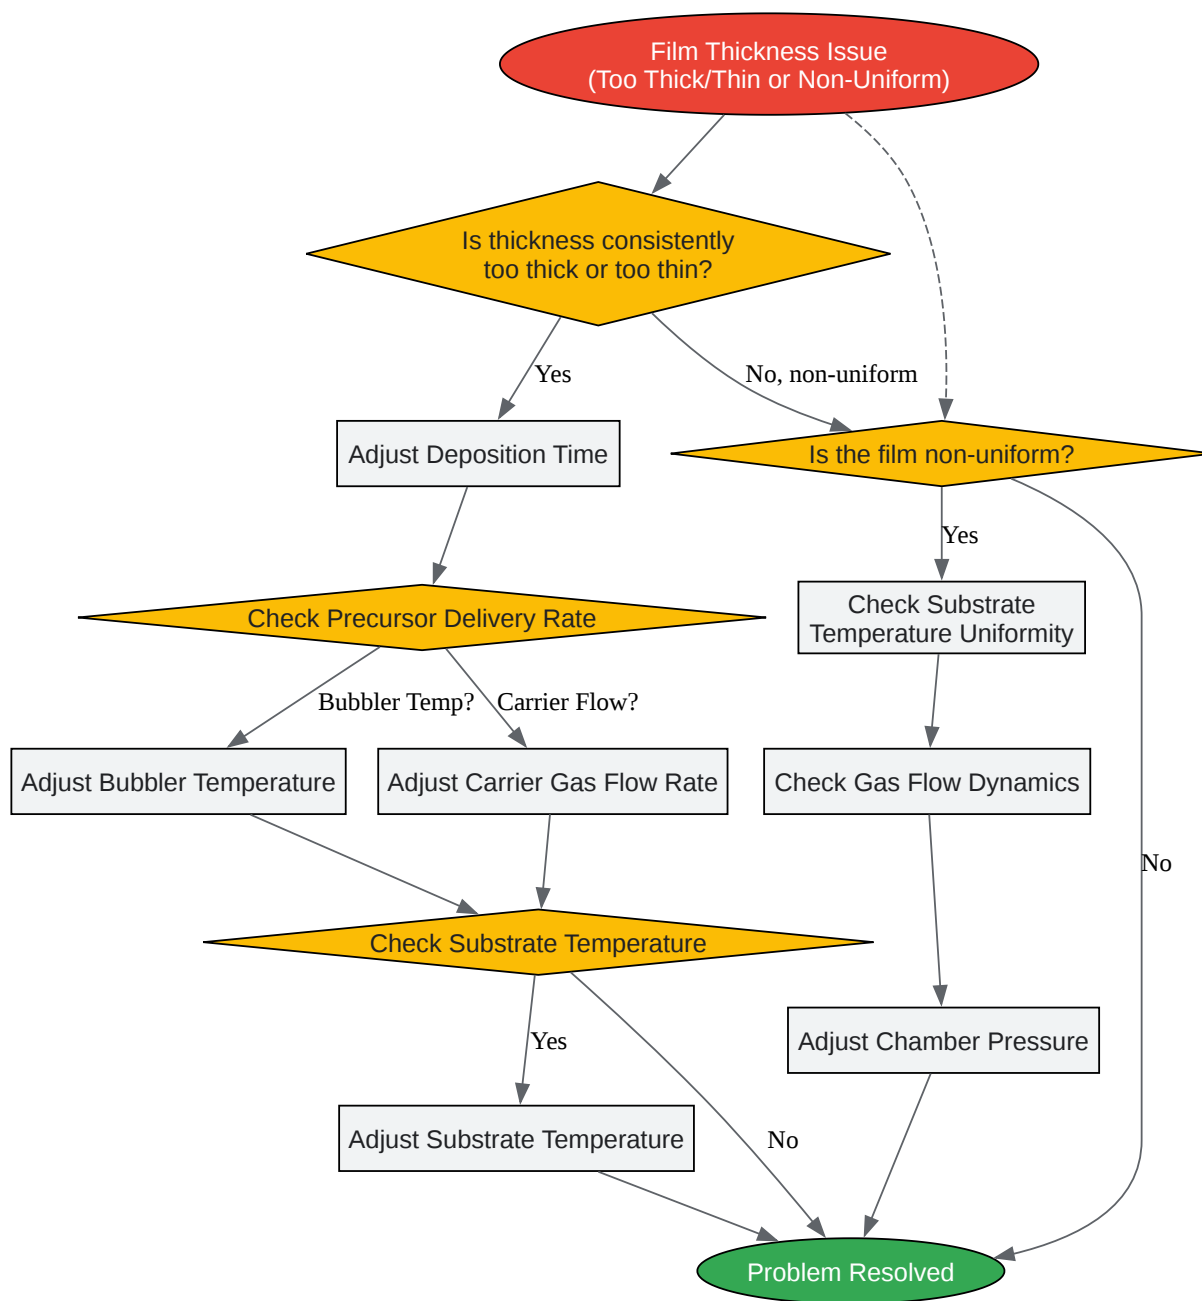 Film Thickness Issue
(Too Thick/Thin or Non-Uniform)
Is thickness consistently
too thick or too thin?
Yes
No, non-uniform
Adjust Deposition Time
Is the film non-uniform?
Yes
Check Precursor Delivery Rate
Check Substrate
Temperature Uniformity
Bubbler Temp?
Carrier Flow?
Adjust Bubbler Temperature
Adjust Carrier Gas Flow Rate
Check Gas Flow Dynamics
No
Check Substrate Temperature
Yes
Adjust Chamber Pressure
Adjust Substrate Temperature
No
Problem Resolved